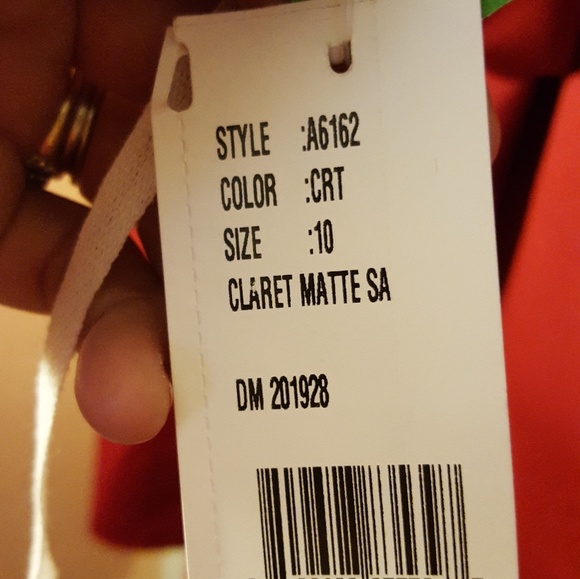 STYLE :A6162
COLOR :CRT
SIZE :10
CLARET MATTE SA
DM 201928